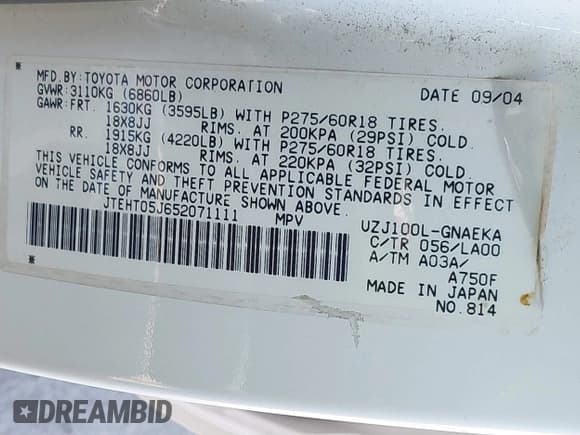 MFD.BY:TOYOTA MOTOR CORPORATION DATE 09/04
GVWR:3110KG (6860LB)
GAWR:FRT. 1630KG (3595LB) WITH P275/60R18 TIRES.
18X8JJ RIMS. AT 200KPA (29PSI) COLD.
RR. 1915KG (4220LB) WITH P275/60R18 TIRES.
18X8JJ RIMS. AT 220KPA (32PSI) COLD.
THIS VEHICLE CONFORMS TO ALL APPLICABLE FEDERAL MOTOR
VEHICLE SAFETY AND THEFT PREVENTION STANDARDS IN EFFECT
ON THE DATE OF MANUFACTURE SHOWN ABOVE.
JTEHT05J652071111 MPV
UZJ100L-GNAEKA
C/TR 056/LA00
A/TM A03A/
A750F
MADE IN JAPAN
NO.814
DREAMBID